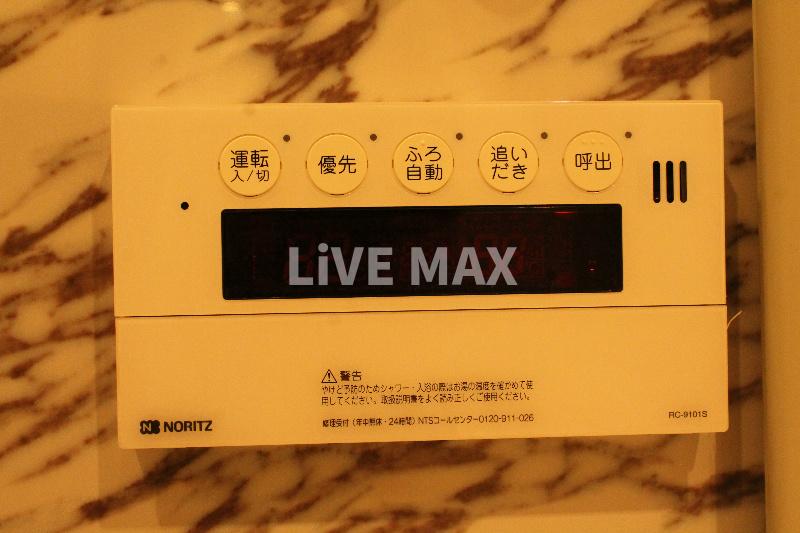 運転
入/切
優先
ふろ
自動
追い
だき
呼出
LiVE MAX
警告
やけど予防のためシャワー・入浴の際はお湯の温度を確かめて使
用してください。取扱説明書をよく読み正しくご使用ください。
修理受付(年中無休・24時間)NTSコールセンター0120-911-026
NORITZ
RC-9101S